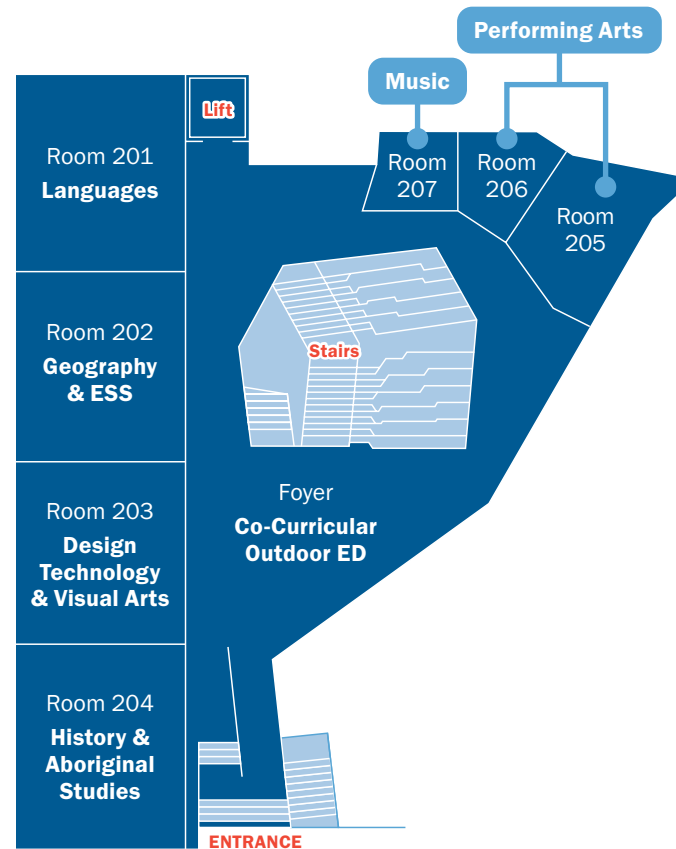 Performing Arts
Music
Lift
Room 201
Languages
Room
207
Room
206
Room
205
Room 202
Geography
& ESS
Stairs
Room 203
Design
Technology
& Visual Arts
Foyer
Co-Curricular
Outdoor ED
Room 204
History &
Aboriginal
Studies
ENTRANCE